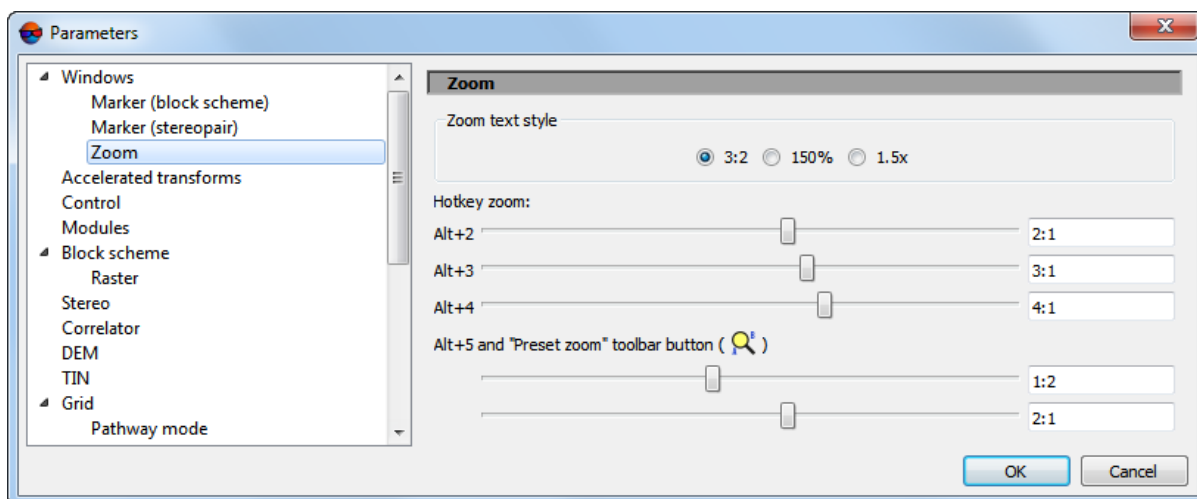 Parameters
Windows
Marker (block scheme)
Marker (stereopair)
Zoom
Accelerated transforms
Control
Modules
Block scheme
Raster
Stereo
Correlator
DEM
TIN
Grid
Pathway mode
Zoom
Zoom text style
3:2 150% 1.5x
Hotkey zoom:
Alt+2 2:1
Alt+3 3:1
Alt+4 4:1
Alt+5 and "Preset zoom" toolbar button ( )
1:2
2:1
OK Cancel